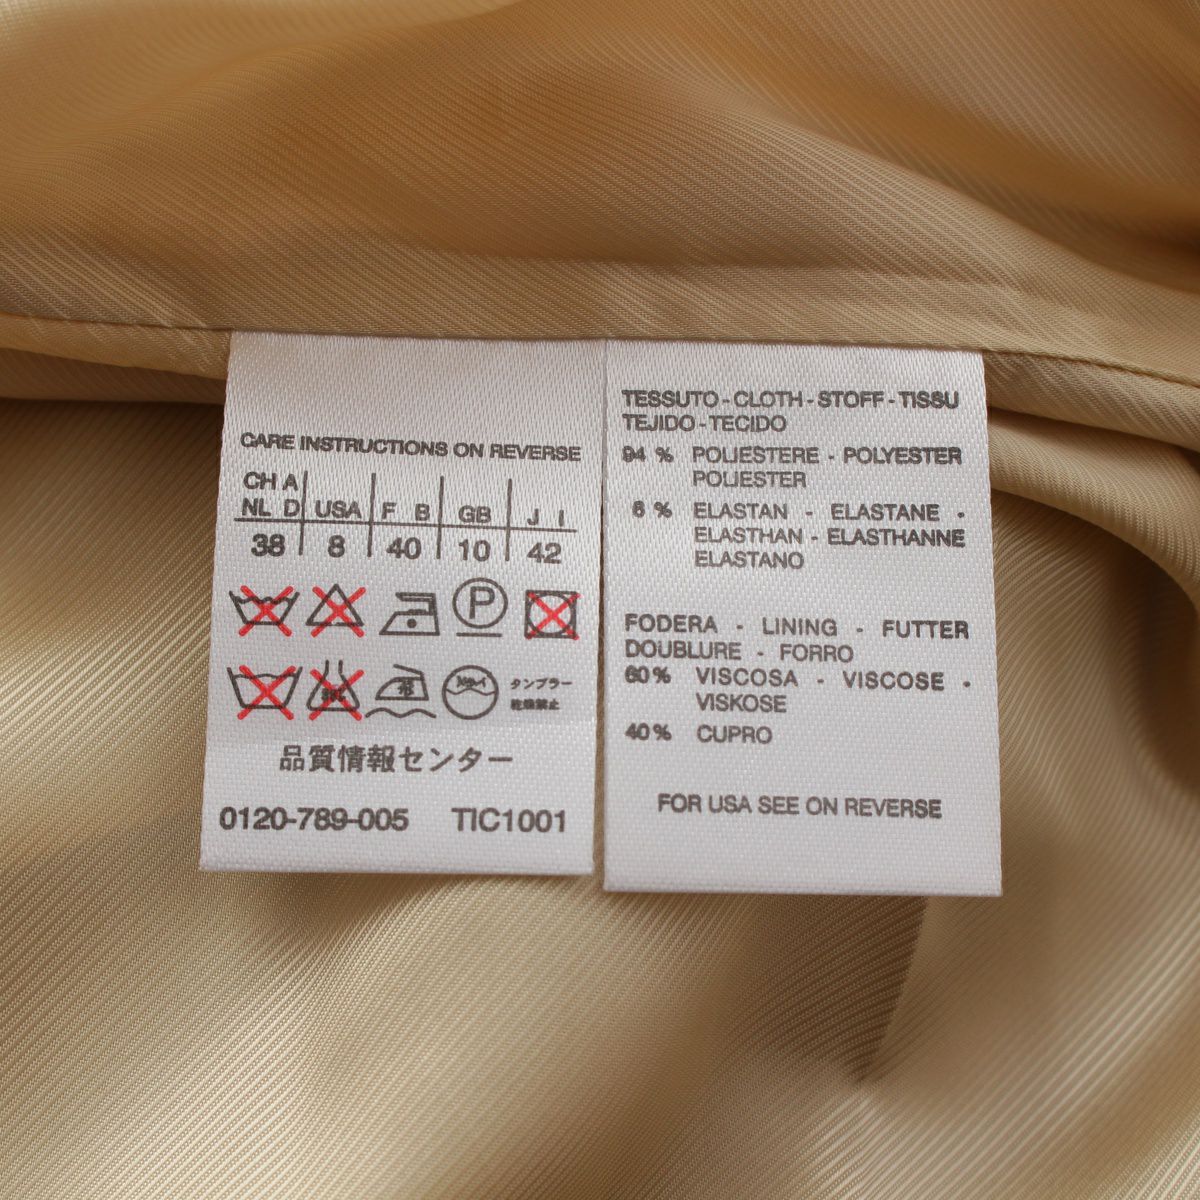 CARE INSTRUCTIONS ON REVERSE
CH A
NL D USA F B GB J I
38 8 40 10 42
P
ドライ タンブラー
乾燥禁止
品質情報センター
0120-789-005 TIC1001
TESSUTO - CLOTH - STOFF - TISSU
TEJIDO - TECIDO
94 % POLIESTERE - POLYESTER
POLIESTER
6 % ELASTAN - ELASTANE -
ELASTHAN - ELASTHANNE
ELASTANO
FODERA - LINING - FUTTER
DOUBLURE - FORRO
60 % VISCOSA - VISCOSE -
VISKOSE
40 % CUPRO
FOR USA SEE ON REVERSE